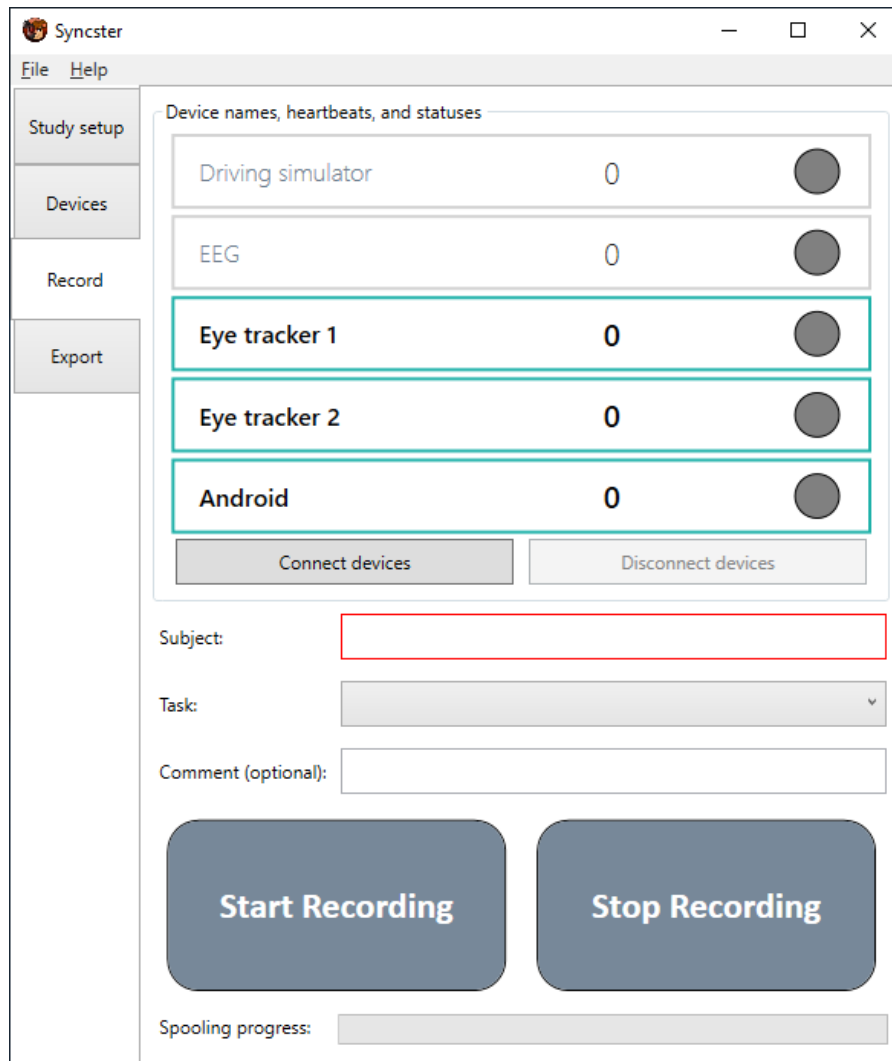 Syncster
File Help
Study setup
Devices
Record
Export
Device names, heartbeats, and statuses
Driving simulator 0
EEG 0
Eye tracker 1 0
Eye tracker 2 0
Android 0
Connect devices Disconnect devices
Subject:
Task:
Comment (optional):
Start Recording Stop Recording
Spooling progress: